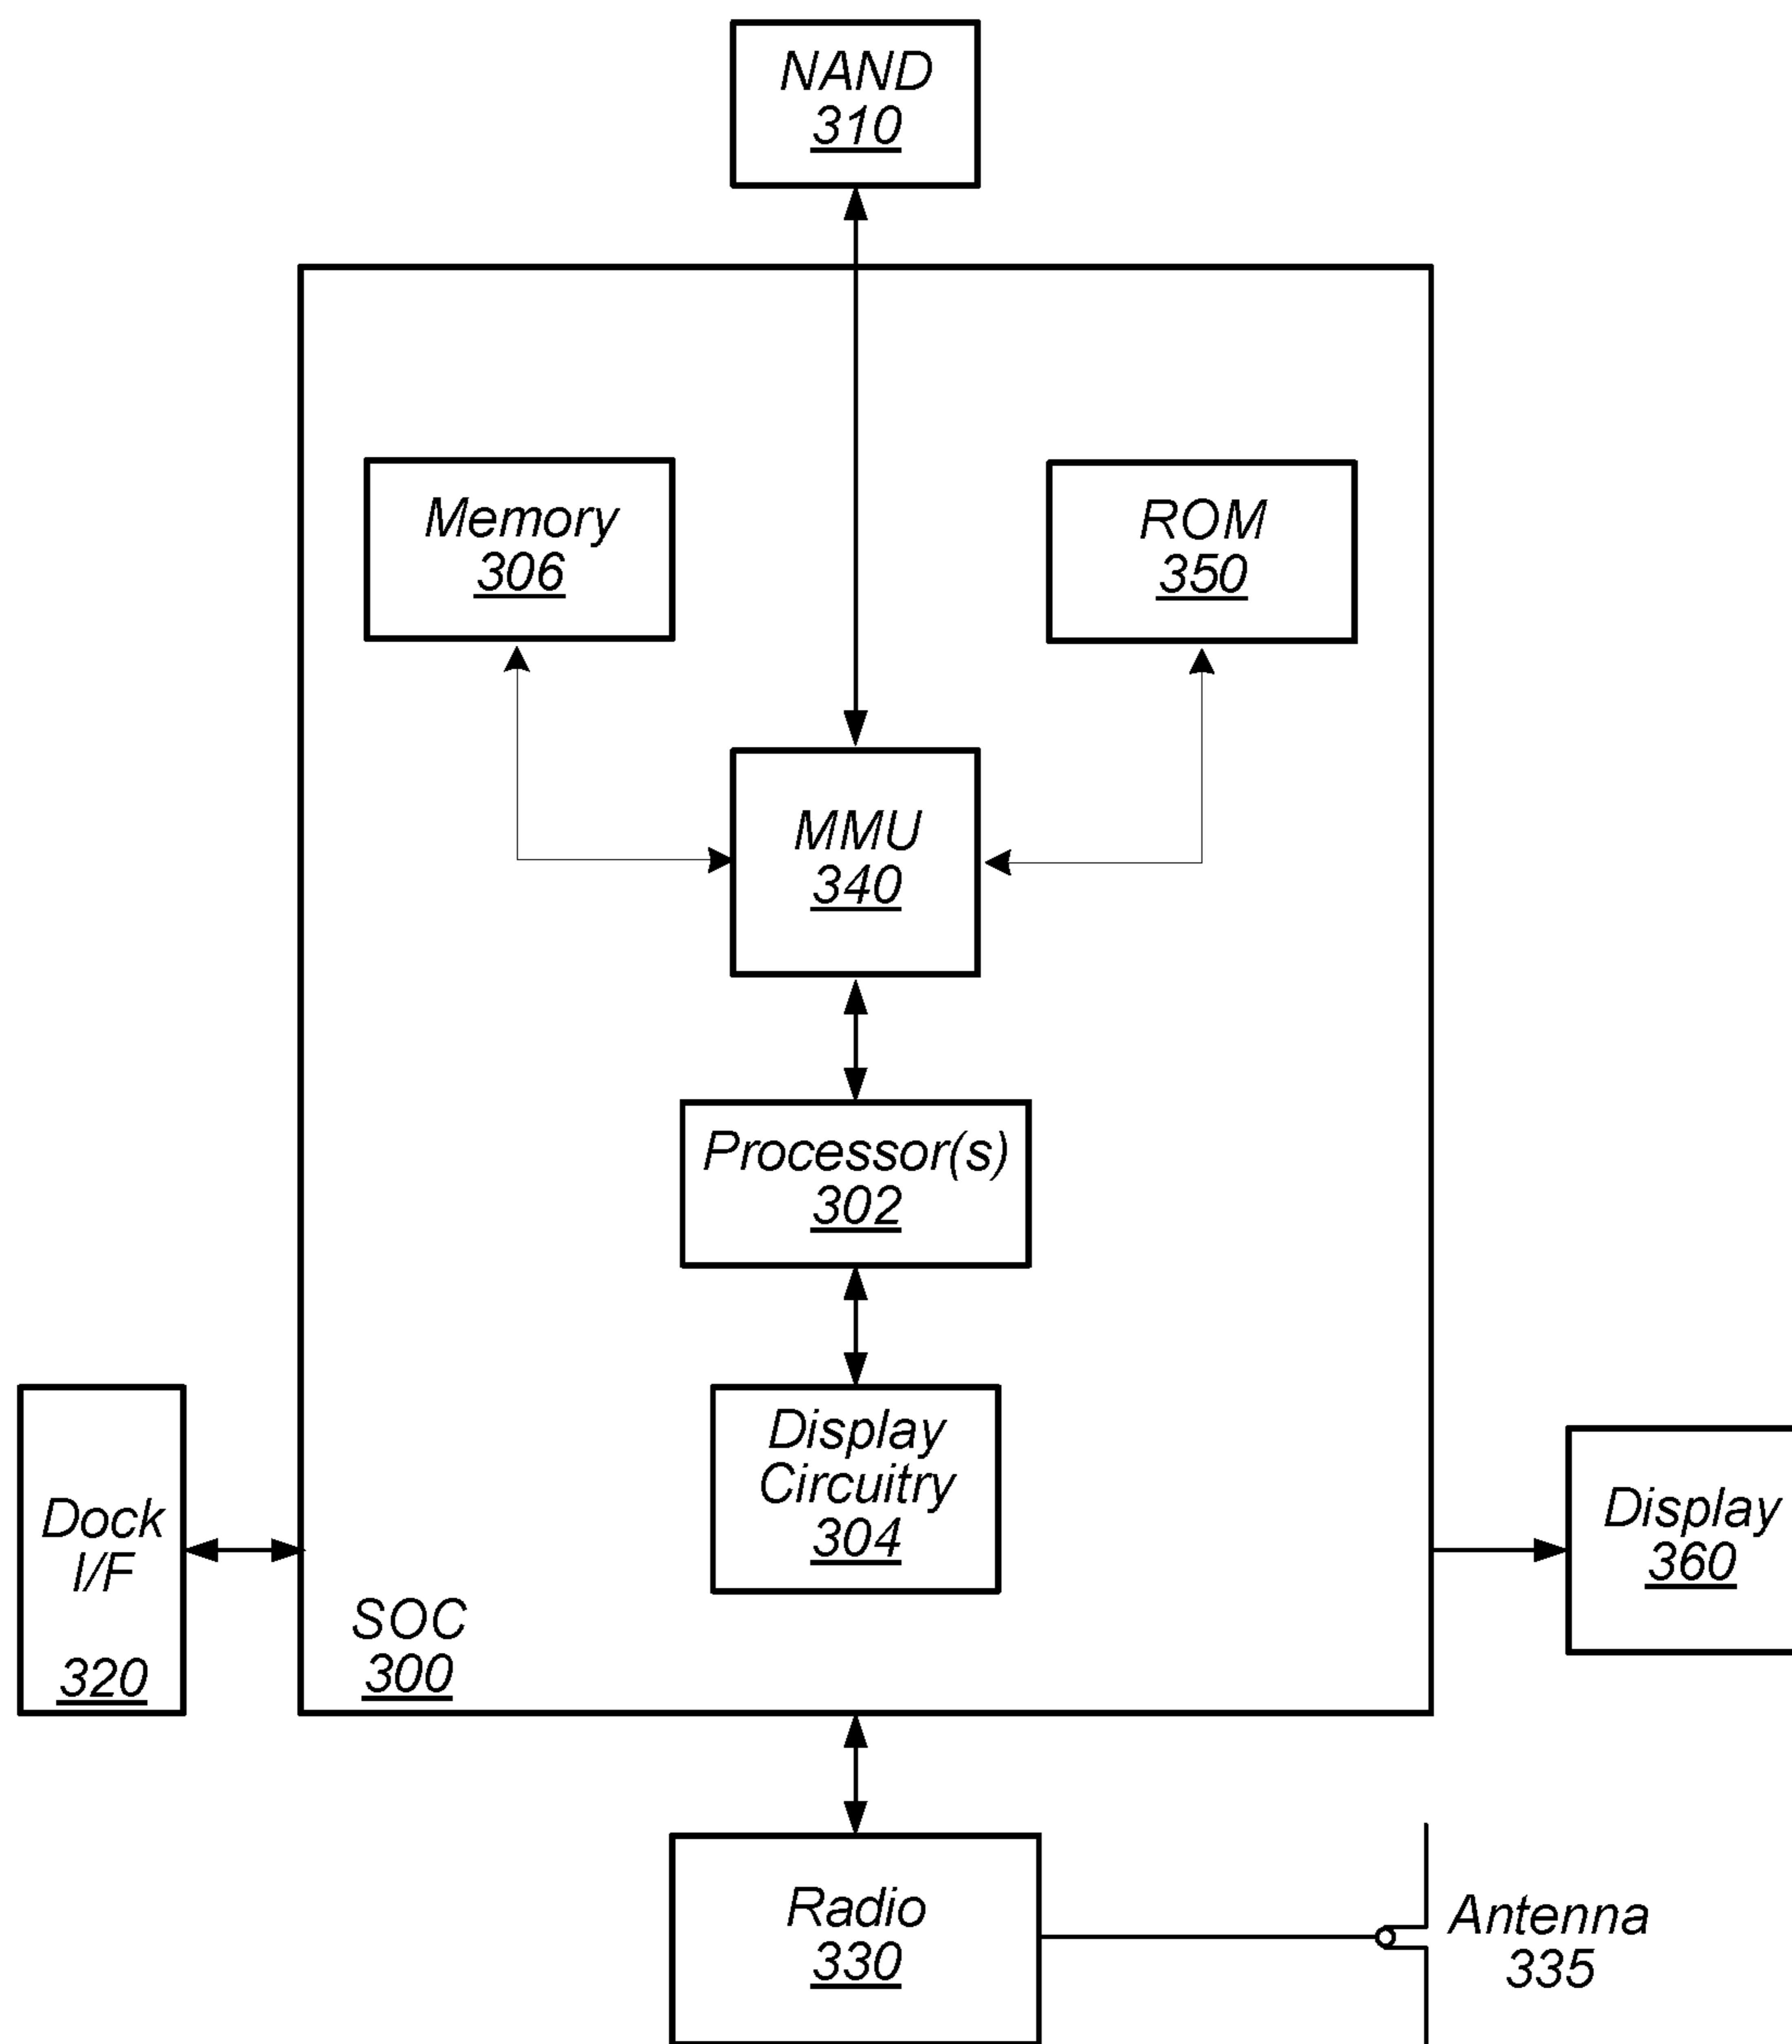 NAND
310
Memory
306
ROM
350
MMU
340
Processor(s)
302
Display
Circuitry
304
Dock
I/F
320
SOC
300
Display
360
Radio
330
Antenna
335